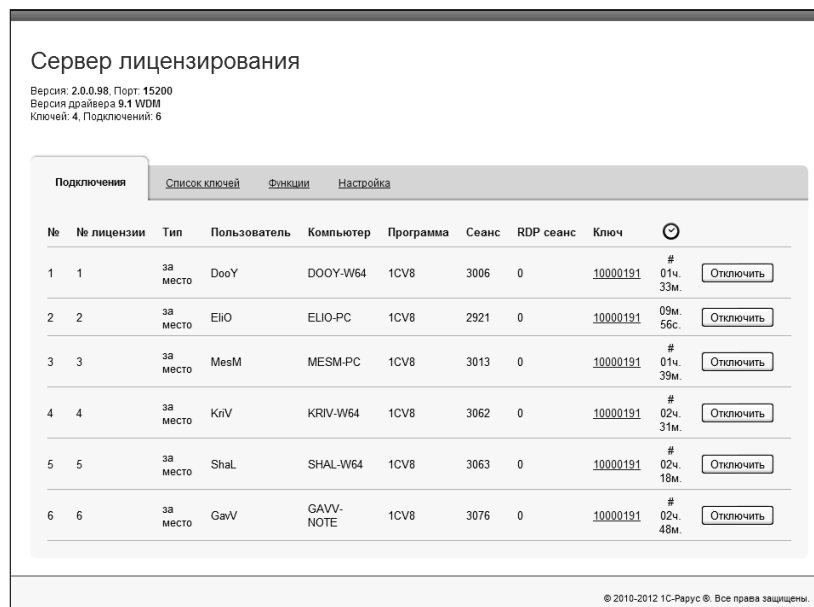 Сервер лицензирования
Версия: 2.0.0.98, Порт: 15200
Версия драйвера 9.1 WDM
Ключей: 4, Подключений: 6
Подключения Список ключей Функции Настройка
№ № лицензии Тип Пользователь Компьютер Программа Сеанс RDP сеанс Ключ
1 1 за место DooY DOOY-W64 1CV8 3006 0 10000191 # 01ч. 33м. Отключить
2 2 за место EliO ELIO-PC 1CV8 2921 0 10000191 09м. 56с. Отключить
3 3 за место MesM MESM-PC 1CV8 3013 0 10000191 # 01ч. 39м. Отключить
4 4 за место KriV KRIV-W64 1CV8 3062 0 10000191 # 02ч. 31м. Отключить
5 5 за место ShaL SHAL-W64 1CV8 3063 0 10000191 # 02ч. 18м. Отключить
6 6 за место GavV GAVV-NOTE 1CV8 3076 0 10000191 # 02ч. 48м. Отключить
© 2010-2012 1С-Рарус ®. Все права защищены.